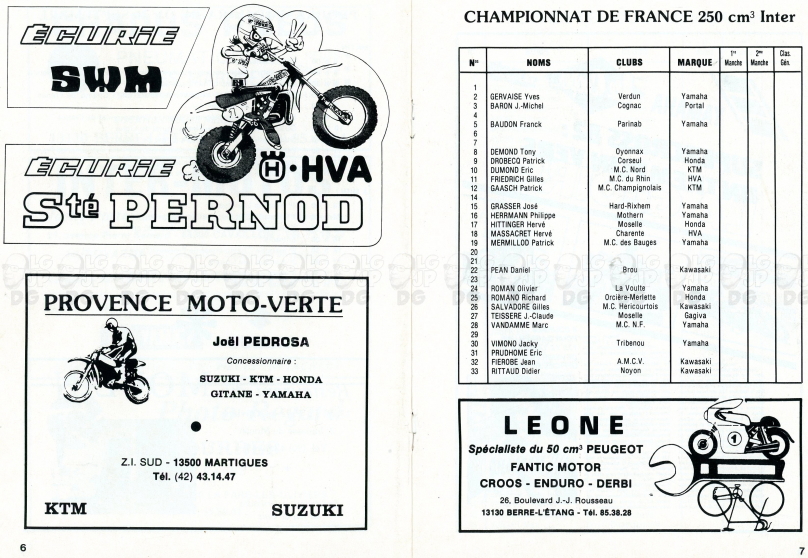 ÉCURIE
SWM
ÉCURIE
H·HVA
Sté PERNOD
PROVENCE MOTO-VERTE
Joël PEDROSA
Concessionnaire :
SUZUKI - KTM - HONDA
GITANE - YAMAHA
Z.I. SUD - 13500 MARTIGUES
Tél. (42) 43.14.47
KTM SUZUKI
6
CHAMPIONNAT DE FRANCE 250 cm³ Inter
N° NOMS CLUBS MARQUE 1re Manche 2me Manche Clas. Gén.
1
2 GERVAISE Yves Verdun Yamaha
3 BARON J.-Michel Cognac Portal
4
5 BAUDON Franck Parinab Yamaha
6
7
8 DEMOND Tony Oyonnax Yamaha
9 DROBECQ Patrick Corseul Honda
10 DUMOND Eric M.C. Nord KTM
11 FRIEDRICH Gilles M.C. du Rhin HVA
12 GAASCH Patrick M.C. Champignolais KTM
14
15 GRASSER José Hard-Rixhem Yamaha
16 HERRMANN Philippe Mothern Yamaha
17 HITTINGER Hervé Moselle Honda
18 MASSACRET Hervé Charente HVA
19 MERMILLOD Patrick M.C. des Bauges Yamaha
20
21
22 PEAN Daniel Brou Kawasaki
23
24 ROMAN Olivier La Voulte Yamaha
25 ROMANO Richard Orcière-Merlette Honda
26 SALVADORE Gilles M.C. Hericourtois Kawasaki
27 TEISSERE J.-Claude Moselle Gagiva
28 VANDAMME Marc M.C. N.F. Yamaha
29
30 VIMOND Jacky Tribenou Yamaha
31 PRUDHOME Eric
32 FIEROBE Jean A.M.C.V. Kawasaki
33 RITTAUD Didier Noyon Kawasaki
LEONE
Spécialiste du 50 cm³ PEUGEOT
FANTIC MOTOR
CROOS - ENDURO - DERBI
26, Boulevard J.-J. Rousseau
13130 BERRE-L'ÉTANG - Tél. 85.38.28
1
7